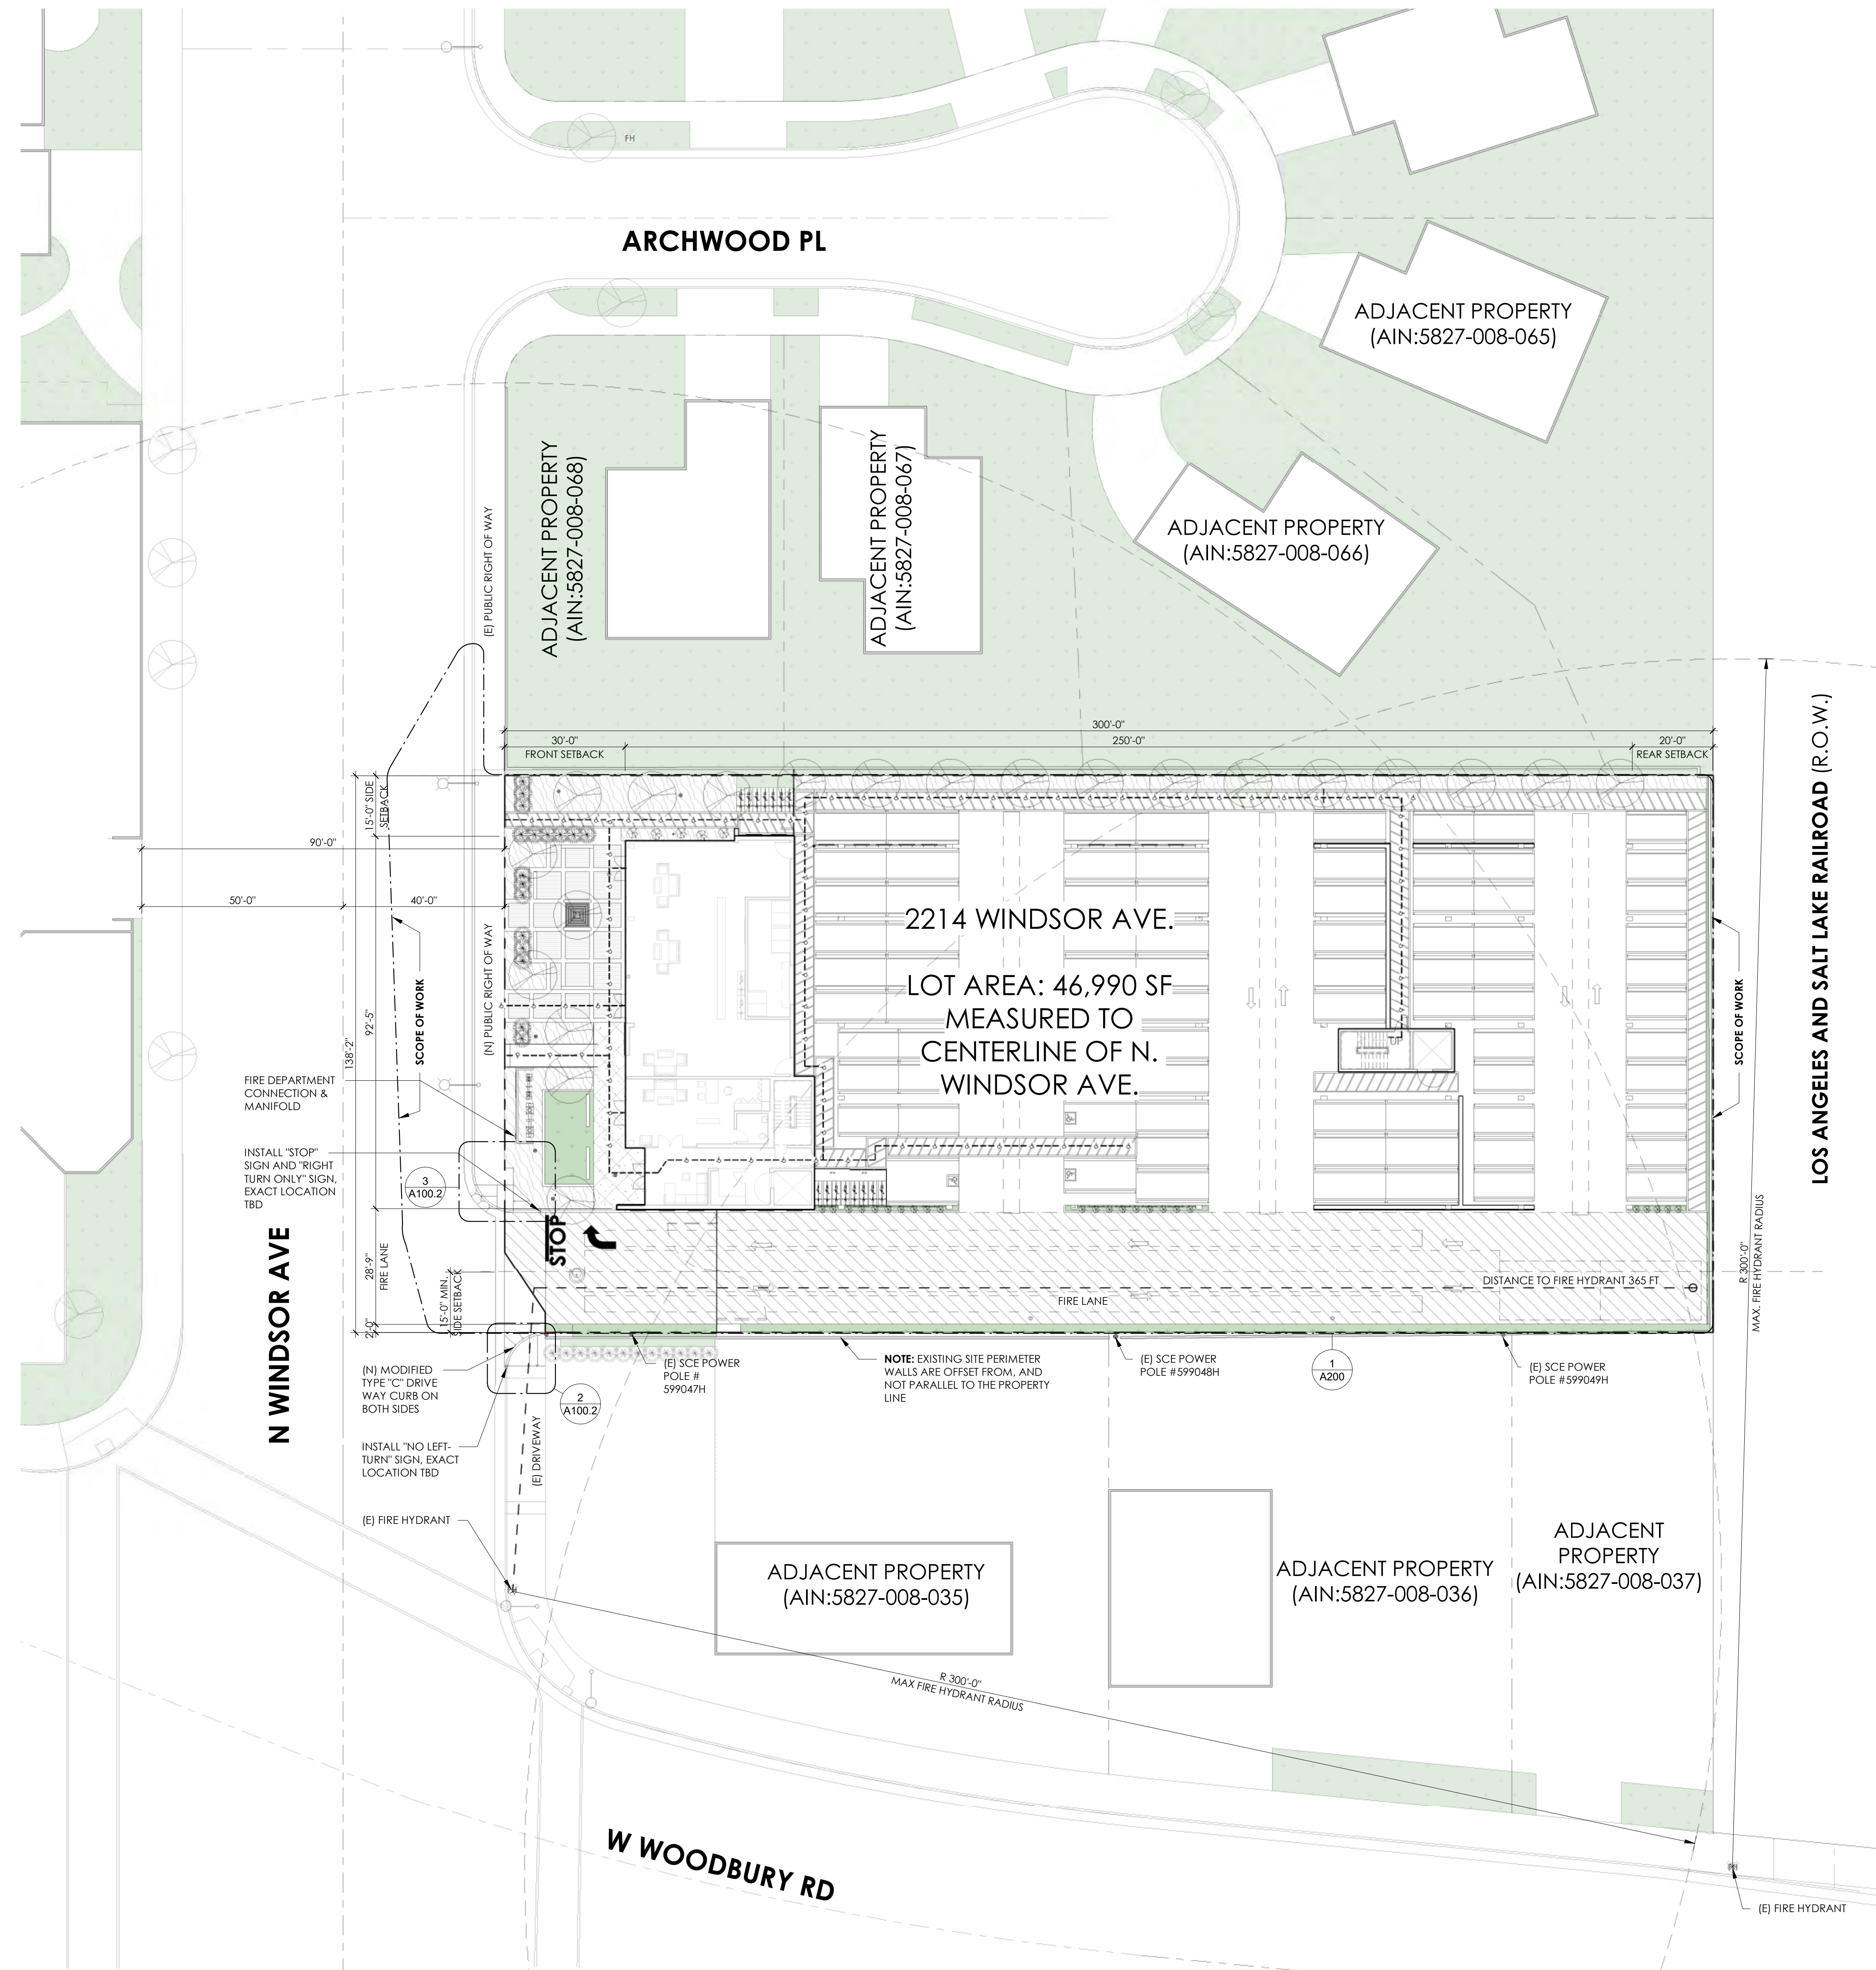 FH
ARCHWOOD PL
ADJACENT PROPERTY
(AIN:5827-008-065)
ADJACENT PROPERTY
(AIN:5827-008-068)
ADJACENT PROPERTY
(AIN:5827-008-067)
ADJACENT PROPERTY
(AIN:5827-008-066)
(E) PUBLIC RIGHT OF WAY
LOS ANGELES AND SALT LAKE RAILROAD (R.O.W.)
300'-0"
30'-0"
FRONT SETBACK
250'-0"
20'-0"
REAR SETBACK
15'-0" SIDE
SETBACK
90'-0"
50'-0"
40'-0"
(N) PUBLIC RIGHT OF WAY
SCOPE OF WORK
92'-5"
138'-2"
2214 WINDSOR AVE.
LOT AREA: 46,990 SF
MEASURED TO
CENTERLINE OF N.
WINDSOR AVE.
SCOPE OF WORK
FIRE DEPARTMENT
CONNECTION &
MANIFOLD
INSTALL "STOP"
SIGN AND "RIGHT
TURN ONLY" SIGN,
EXACT LOCATION
TBD
3
A100.2
N WINDSOR AVE
STOP
28'-9"
FIRE LANE
15'-0" MIN.
SIDE SETBACK
2'-0"
DISTANCE TO FIRE HYDRANT 365 FT
FIRE LANE
R 300'-0"
MAX. FIRE HYDRANT RADIUS
(N) MODIFIED
TYPE "C" DRIVE
WAY CURB ON
BOTH SIDES
2
A100.2
(E) SCE POWER
POLE #
599047H
NOTE: EXISTING SITE PERIMETER
WALLS ARE OFFSET FROM, AND
NOT PARALLEL TO THE PROPERTY
LINE
(E) SCE POWER
POLE #599048H
1
A200
(E) SCE POWER
POLE #599049H
INSTALL "NO LEFT-
TURN" SIGN, EXACT
LOCATION TBD
(E) DRIVEWAY
(E) FIRE HYDRANT
ADJACENT PROPERTY
(AIN:5827-008-035)
ADJACENT PROPERTY
(AIN:5827-008-036)
ADJACENT
PROPERTY
(AIN:5827-008-037)
R 300'-0"
MAX FIRE HYDRANT RADIUS
W WOODBURY RD
(E) FIRE HYDRANT